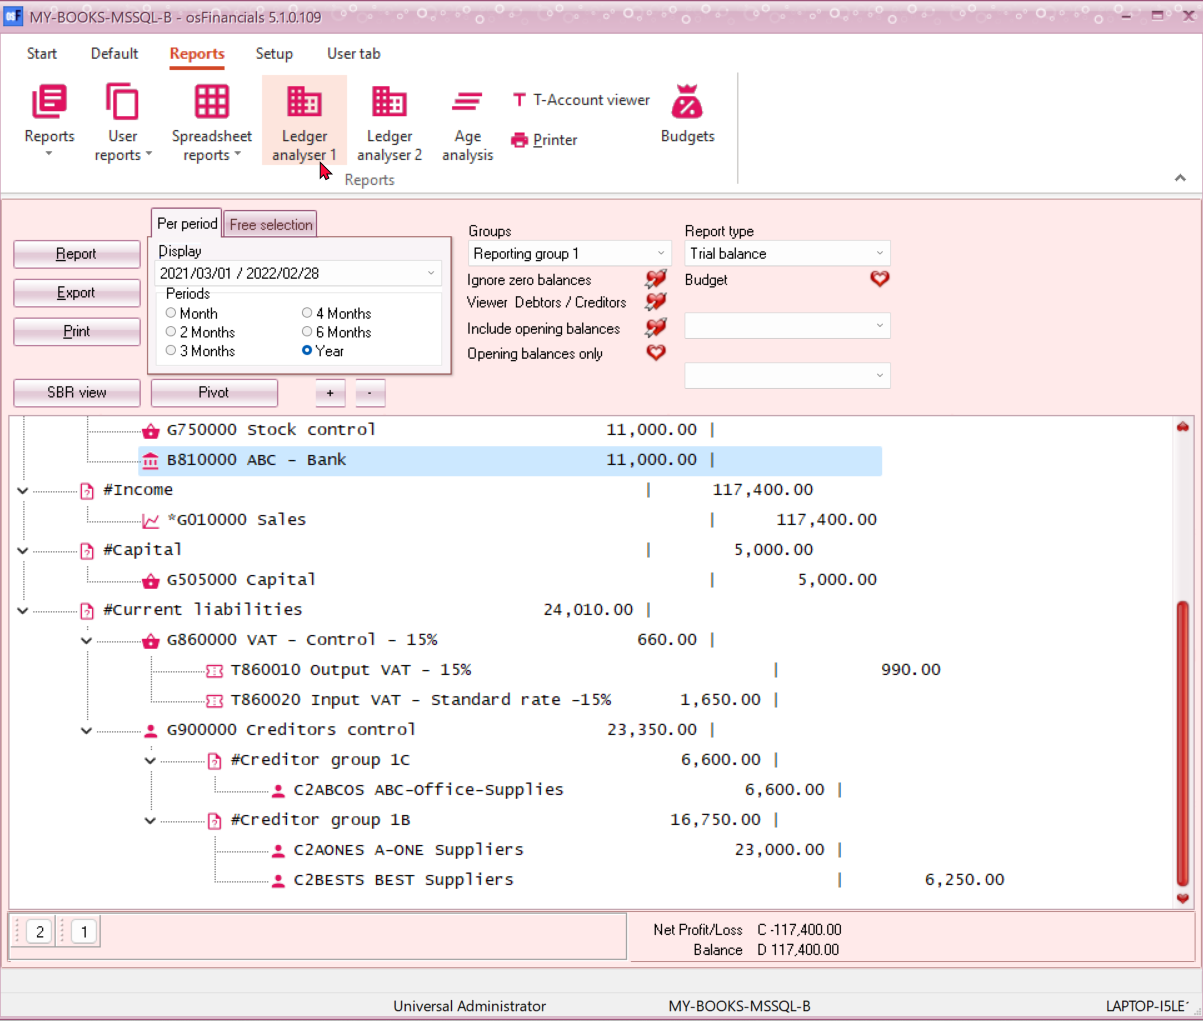 MY-BOOKS-MSSQL-B - osFinancials 5.1.0.109
Start Default Reports Setup User tab
Reports
User reports
Spreadsheet reports
Ledger analyser 1
Ledger analyser 2
Age analysis
T-Account viewer
Printer
Budgets
Reports
Report
Export
Print
Per period Free selection
Display
2021/03/01 / 2022/02/28
Periods
Month 4 Months
2 Months 6 Months
3 Months Year
Groups
Reporting group 1
Ignore zero balances
Viewer Debtors / Creditors
Include opening balances
Opening balances only
Report type
Trial balance
Budget
SBR view Pivot + -
G750000 Stock control 11,000.00 |
B810000 ABC - Bank 11,000.00 |
#Income | 117,400.00
*G010000 Sales | 117,400.00
#Capital | 5,000.00
G505000 Capital | 5,000.00
#Current liabilities 24,010.00 |
G860000 VAT - Control - 15% 660.00 |
T860010 Output VAT - 15% | 990.00
T860020 Input VAT - Standard rate -15% 1,650.00 |
G900000 Creditors control 23,350.00 |
#Creditor group 1C 6,600.00 |
C2ABCOS ABC-Office-Supplies 6,600.00 |
#Creditor group 1B 16,750.00 |
C2AONES A-ONE Suppliers 23,000.00 |
C2BESTS BEST Suppliers | 6,250.00
2 1
Net Profit/Loss C -117,400.00
Balance D 117,400.00
Universal Administrator MY-BOOKS-MSSQL-B LAPTOP-I5LE